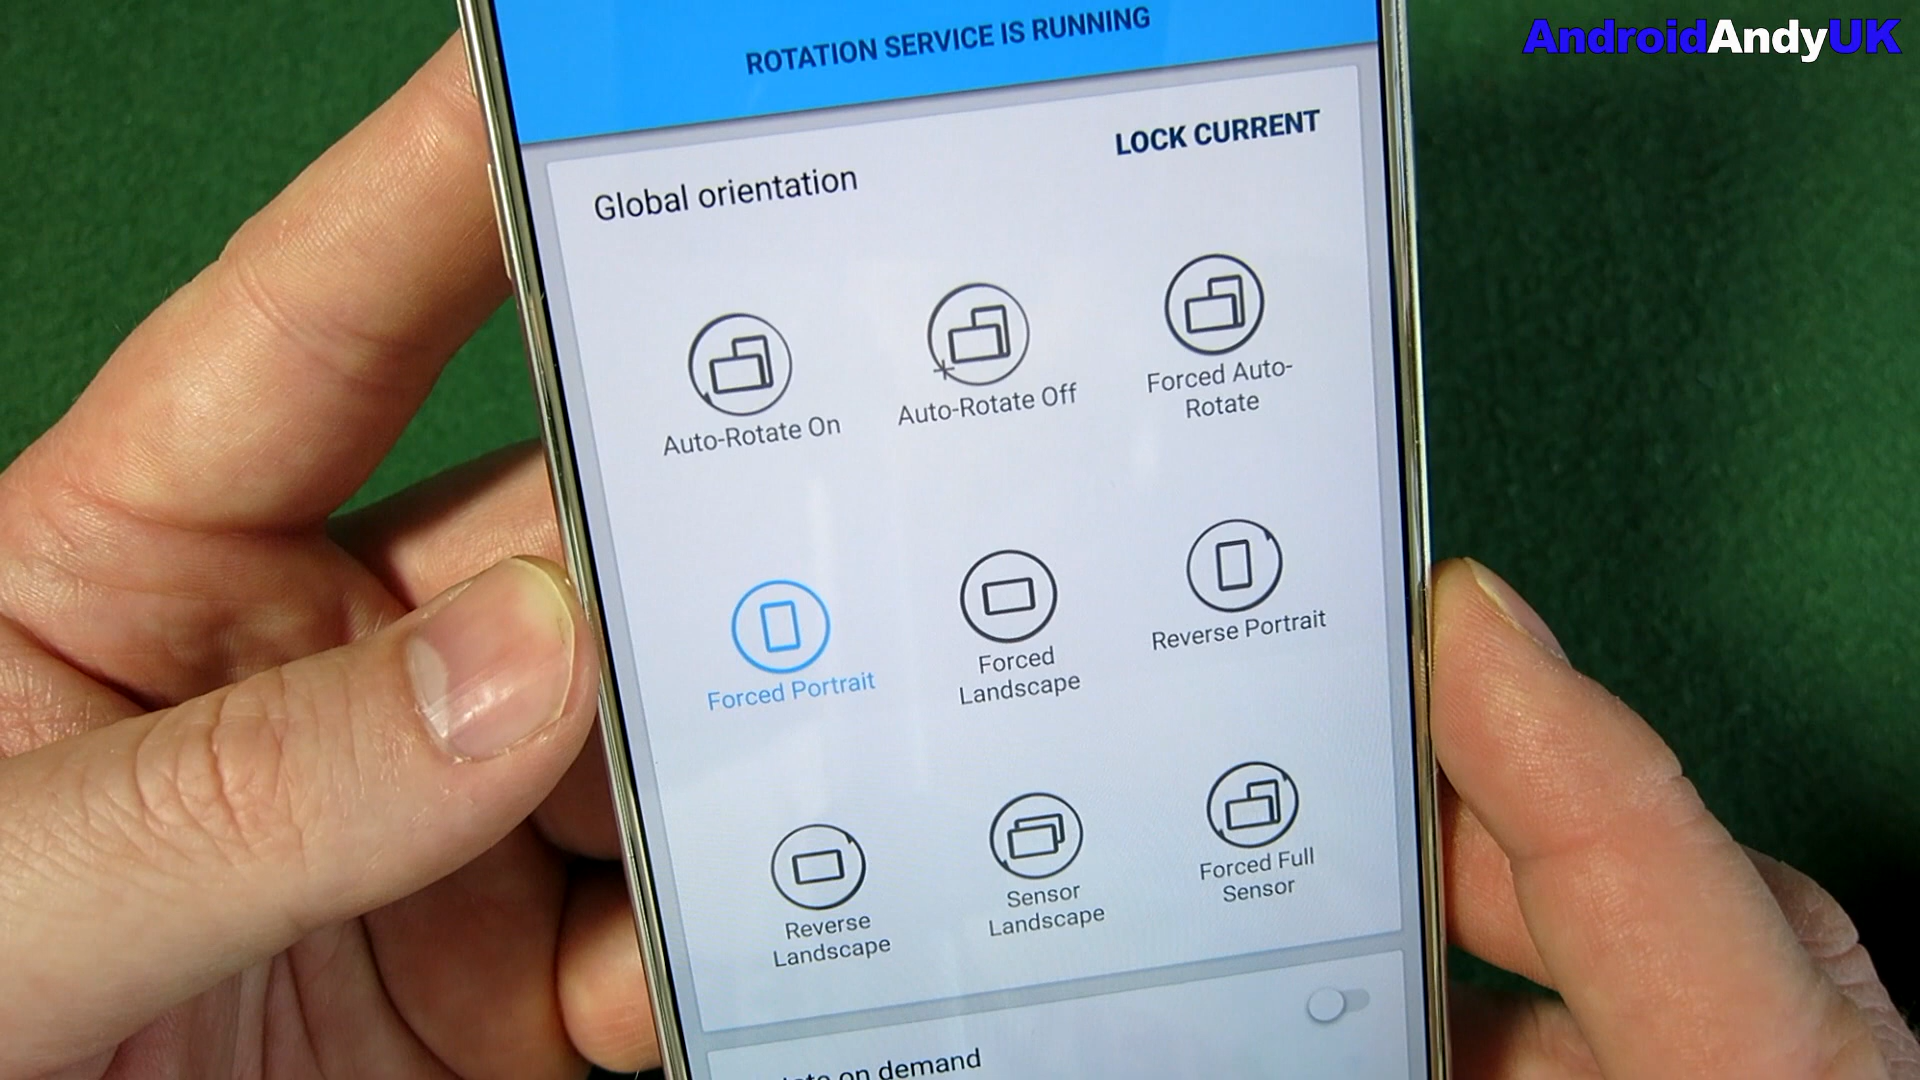 AndroidAndyUK
ROTATION SERVICE IS RUNNING
LOCK CURRENT
Global orientation
Auto-Rotate On
Auto-Rotate Off
Forced Auto-
Rotate
Forced Portrait
Forced
Landscape
Reverse Portrait
Reverse
Landscape
Sensor
Landscape
Forced Full
Sensor
on demand